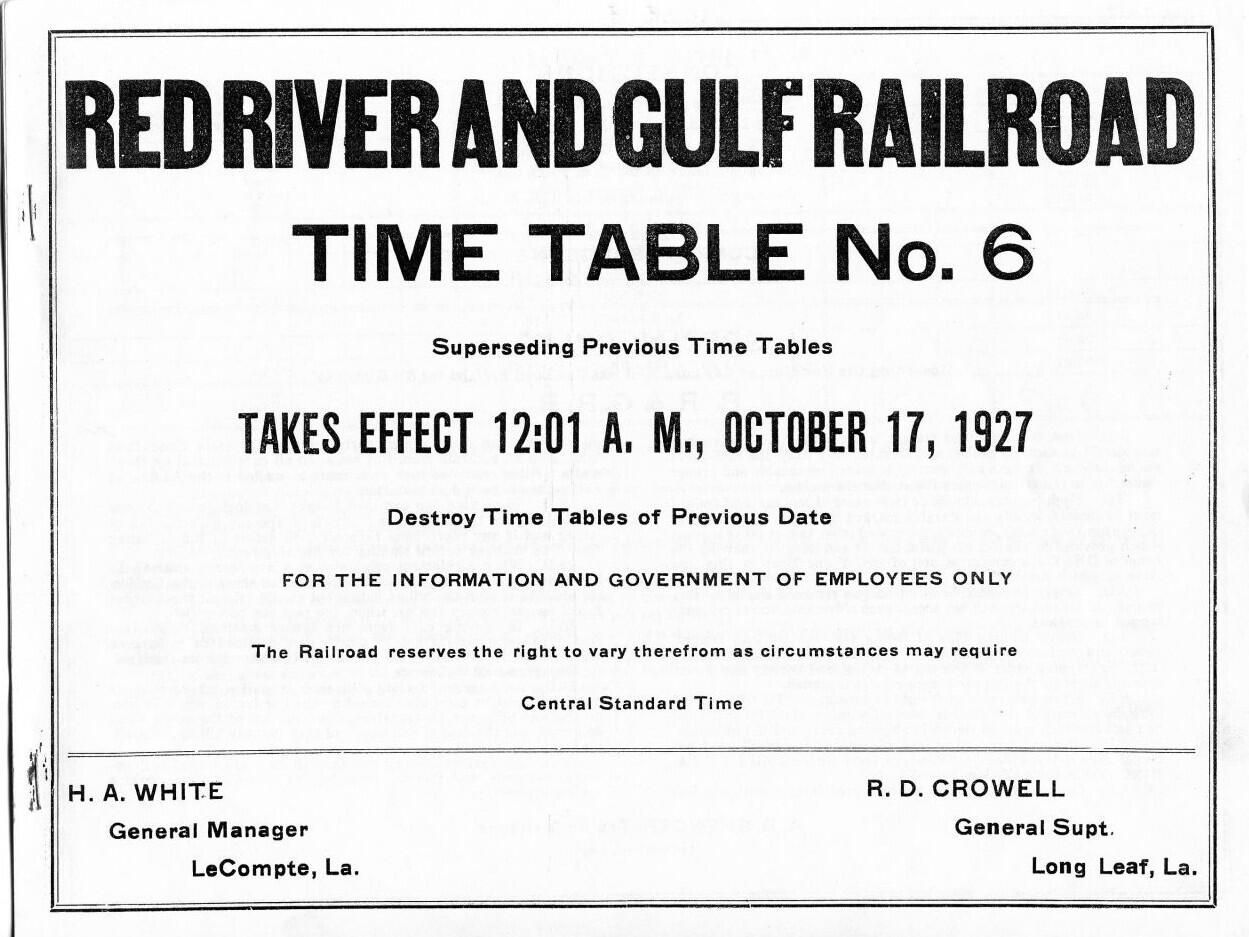 RED RIVER AND GULF RAILROAD
TIME TABLE No. 6
Superseding Previous Time Tables
TAKES EFFECT 12:01 A. M., OCTOBER 17, 1927
Destroy Time Tables of Previous Date
FOR THE INFORMATION AND GOVERNMENT OF EMPLOYEES ONLY
The Railroad reserves the right to vary therefrom as circumstances may require
Central Standard Time
H. A. WHITE
General Manager
LeCompte, La.
R. D. CROWELL
General Supt.
Long Leaf, La.